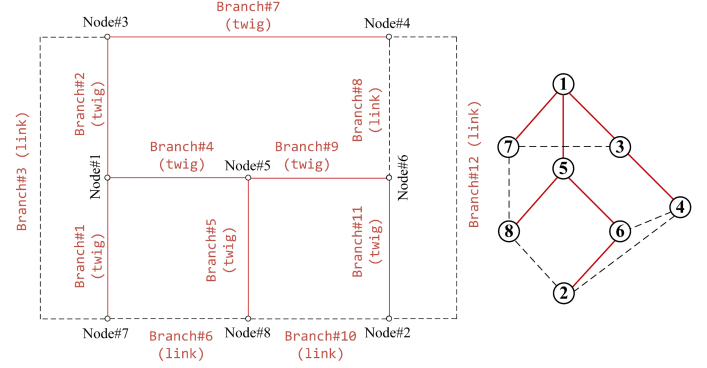 Branch#7
(twig)
Node#3
Node#4
Branch#2
(twig)
Branch#8
(link)
Branch#3 (link)
Branch#4
(twig)
Branch#9
(twig)
Branch#12 (link)
Node#1
Node#5
Node#6
Branch#1
(twig)
Branch#5
(twig)
Branch#11
(twig)
Node#7
Branch#6
(link)
Node#8
Branch#10
(link)
Node#2
1
7
3
5
4
8
6
2